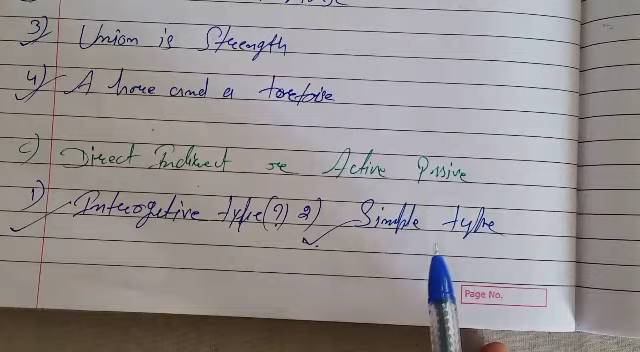 3) Union is Strength
4) A hare and a tortoise
c) Direct Indirect se Active Passive
1) Interogetive type(?) 2) Simple type
Page No.